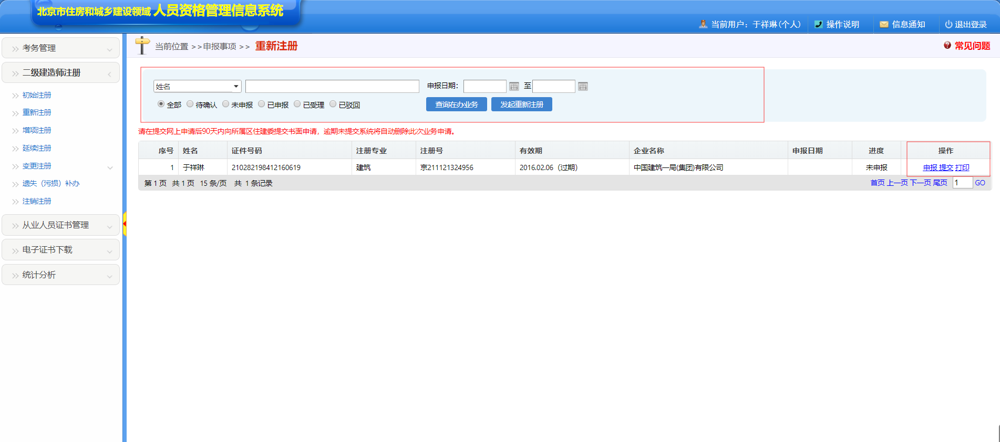 北京市住房和城乡建设领域 人员资格管理信息系统
当前用户：于祥琳(个人) 操作说明 信息通知 退出登录
考务管理
二级建造师注册
初始注册
重新注册
增项注册
延续注册
变更注册
遗失（污损）补办
注销注册
从业人员证书管理
电子证书下载
统计分析
当前位置 >>申报事项 >> 重新注册
常见问题
姓名 申报日期： 至
全部 待确认 未申报 已申报 已受理 已驳回 查询在办业务 发起重新注册
请在提交网上申请后90天内向所属区住建委提交书面申请，逾期未提交系统将自动删除此次业务申请。
序号 姓名 证件号码 注册专业 注册号 有效期 企业名称 申报日期 进度 操作
1 于祥琳 210282198412160619 建筑 京211121324956 2016.02.06（过期） 中国建筑一局(集团)有限公司 未申报 申报 提交 打印
第 1 页 共 1 页 15 条/页 共 1 条记录 首页 上一页 下一页 尾页 1 GO